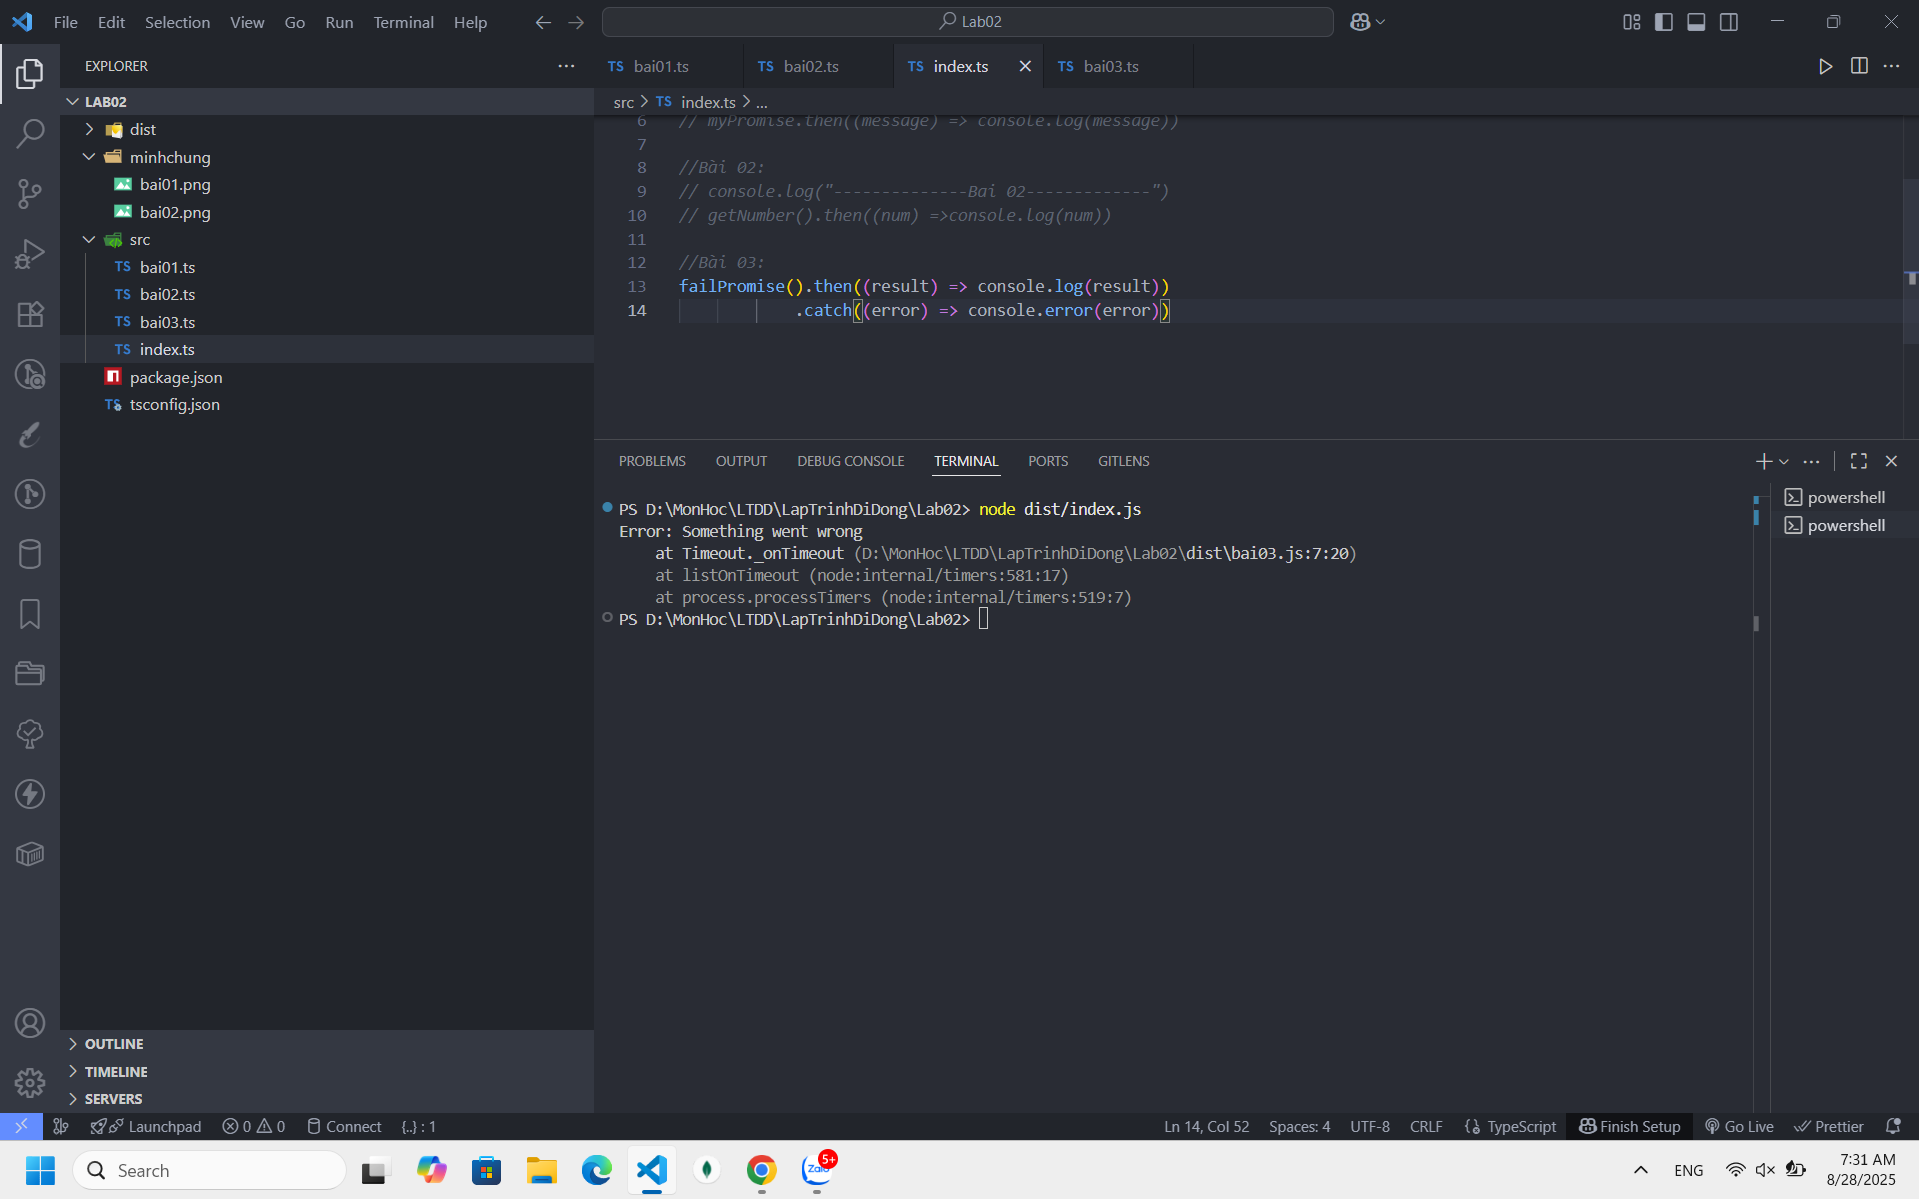 File Edit Selection View Go Run Terminal Help
Lab02
EXPLORER
LAB02
dist
minhchung
bai01.png
bai02.png
src
TS bai01.ts
TS bai02.ts
TS bai03.ts
TS index.ts
package.json
TS tsconfig.json
OUTLINE
TIMELINE
SERVERS
TS bai01.ts TS bai02.ts TS index.ts TS bai03.ts
src > TS index.ts > ...
6 // myPromise.then((message) => console.log(message))
7
8 //Bài 02:
9 // console.log("--------------Bai 02-------------")
10 // getNumber().then((num) =>console.log(num))
11
12 //Bài 03:
13 failPromise().then((result) => console.log(result))
14 .catch((error) => console.error(error))
PROBLEMS OUTPUT DEBUG CONSOLE TERMINAL PORTS GITLENS
PS D:\MonHoc\LTDD\LapTrinhDiDong\Lab02> node dist/index.js
Error: Something went wrong
at Timeout._onTimeout (D:\MonHoc\LTDD\LapTrinhDiDong\Lab02\dist\bai03.js:7:20)
at listOnTimeout (node:internal/timers:581:17)
at process.processTimers (node:internal/timers:519:7)
PS D:\MonHoc\LTDD\LapTrinhDiDong\Lab02>
powershell
powershell
Launchpad 0 0 Connect {..} : 1 Ln 14, Col 52 Spaces: 4 UTF-8 CRLF TypeScript Finish Setup Go Live Prettier
Search
Zalo
5+
ENG
7:31 AM
8/28/2025